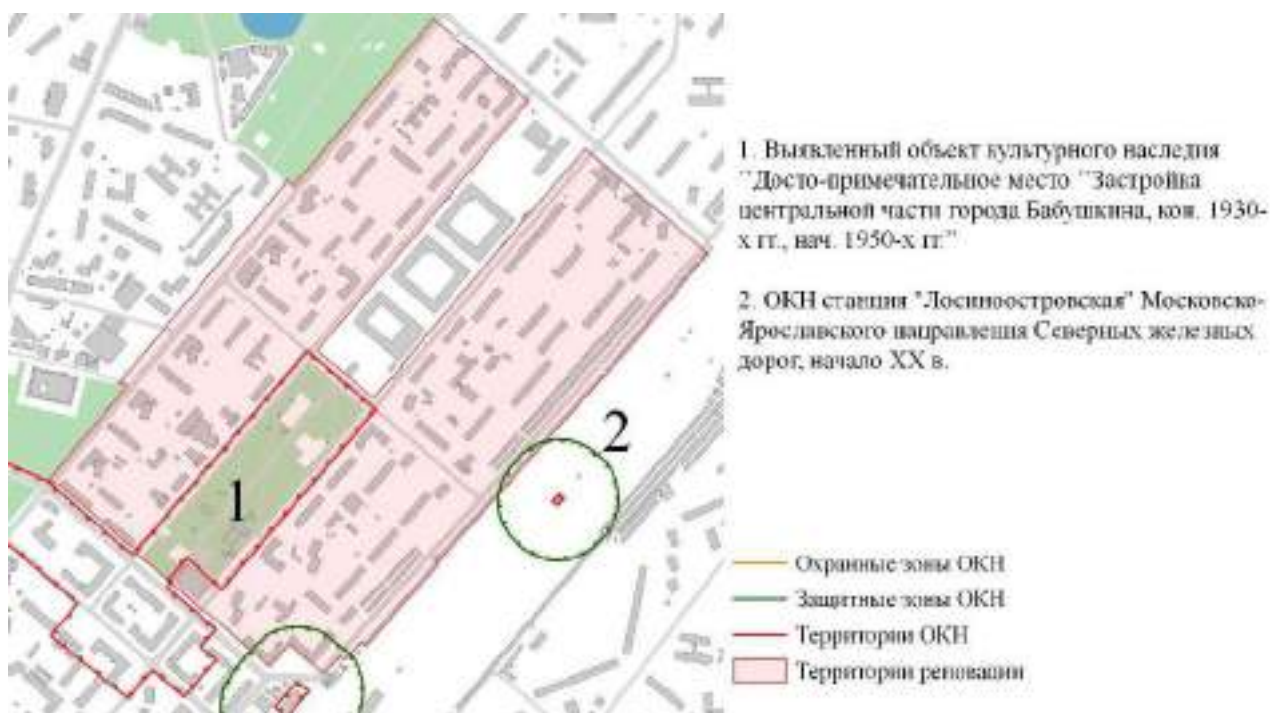 1. Выявленный объект культурного наследия
``Досто-примечательное место ``Застройка
центральной части города Бабушкина, кон. 1930-
х гг., нач. 1950-х гг.”
2. ОКН станция "Лосиноостровская" Московско-
Ярославского направления Северных железных
дорог, начало XX в.
1
2
Охранные зоны ОКН
Защитные зоны ОКН
Территории ОКН
Территории реновации